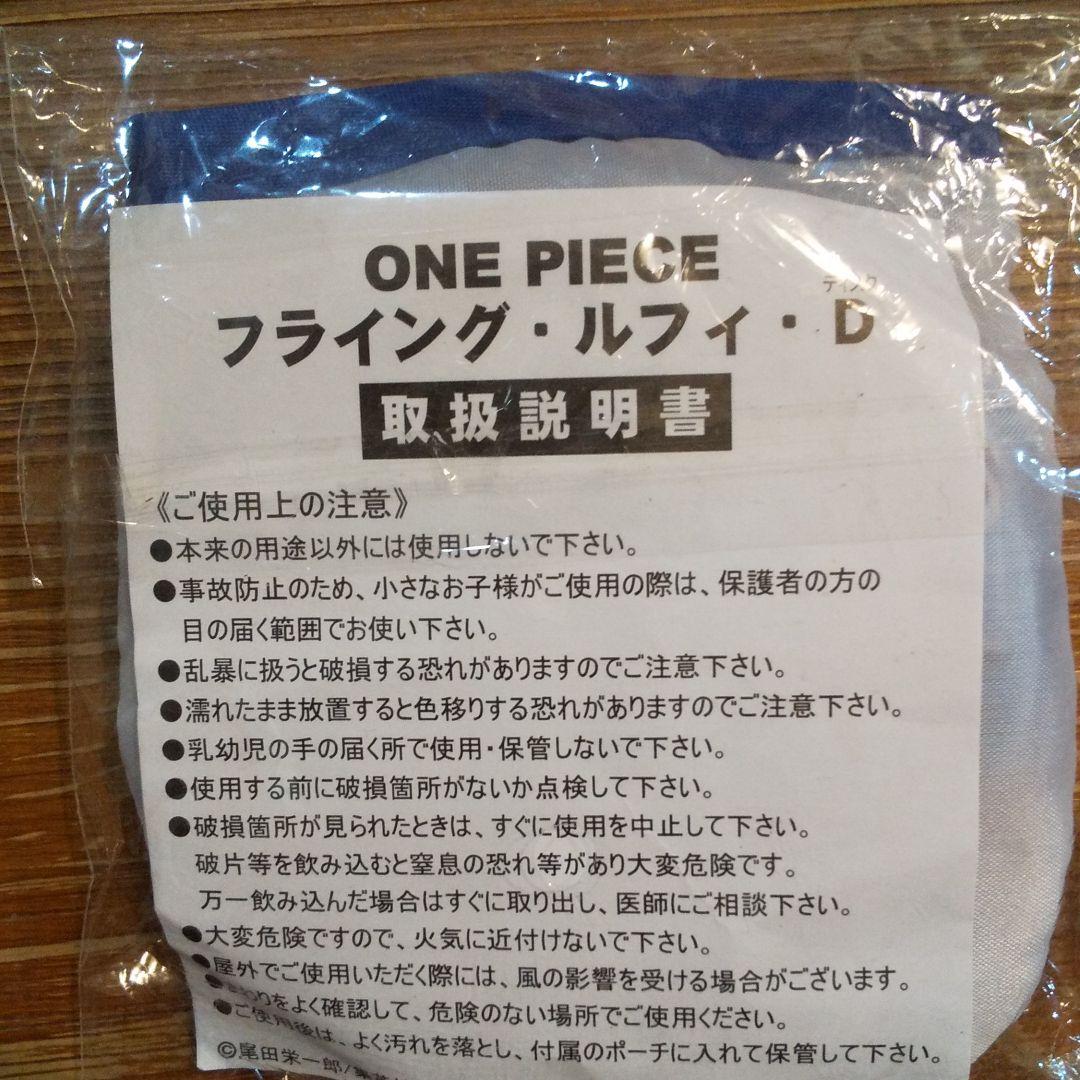 ONE PIECE
ディスク
フライング・ルフィ・D
取扱説明書
《ご使用上の注意》
●本来の用途以外には使用しないで下さい。
●事故防止のため、小さなお子様がご使用の際は、保護者の方の
目の届く範囲でお使い下さい。
●乱暴に扱うと破損する恐れがありますのでご注意下さい。
●濡れたまま放置すると色移りする恐れがありますのでご注意下さい。
●乳幼児の手の届く所で使用・保管しないで下さい。
●使用する前に破損箇所がないか点検して下さい。
●破損箇所が見られたときは、すぐに使用を中止して下さい。
破片等を飲み込むと窒息の恐れ等があり大変危険です。
万一飲み込んだ場合はすぐに取り出し、医師にご相談下さい。
●大変危険ですので、火気に近付けないで下さい。
●屋外でご使用いただく際には、風の影響を受ける場合がございます。
●まわりをよく確認して、危険のない場所でご使用ください。
●ご使用後は、よく汚れを落とし、付属のポーチに入れて保管して下さい。
©尾田栄一郎/集英